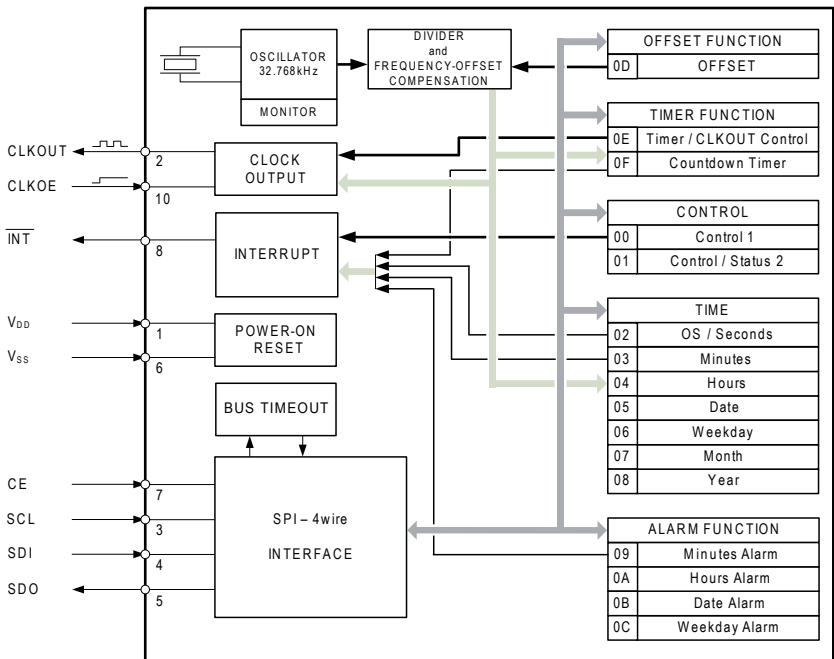 OSCILLATOR
32.768kHz
MONITOR
DIVIDER
and
FREQUENCY-OFFSET
COMPENSATION
OFFSET FUNCTION
0D OFFSET
TIMER FUNCTION
0E Timer / CLKOUT Control
0F Countdown Timer
CLKOUT
2
CLKOE
10
CLOCK
OUTPUT
CONTROL
00 Control 1
01 Control / Status 2
INT
8
INTERRUPT
TIME
02 OS / Seconds
03 Minutes
04 Hours
05 Date
06 Weekday
07 Month
08 Year
VDD
1
VSS
6
POWER-ON
RESET
BUS TIMEOUT
CE
7
SCL
3
SDI
4
SDO
5
SPI – 4wire
INTERFACE
ALARM FUNCTION
09 Minutes Alarm
0A Hours Alarm
0B Date Alarm
0C Weekday Alarm